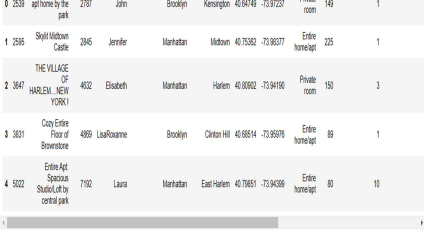 0 2539 apt home by the 2787 John Brooklyn Kensington 40.64749 -73.97237 Private 149 1
park room
Skylit Midtown Entire
1 2595 Castle 2845 Jennifer Manhattan Midtown 40.75362 -73.98377 home/apt 225 1
THE VILLAGE
OF
2 3647 HARLEM....NEW 4632 Elisabeth Manhattan Harlem 40.80902 -73.94190 Private room 150 3
YORK !
Cozy Entire
3 3831 Floor of 4869 LisaRoxanne Brooklyn Clinton Hill 40.68514 -73.95976 Entire home/apt 89 1
Brownstone
Entire Apt:
Spacious
4 5022 Studio/Loft by 7192 Laura Manhattan East Harlem 40.79851 -73.94399 Entire home/apt 80 10
central park